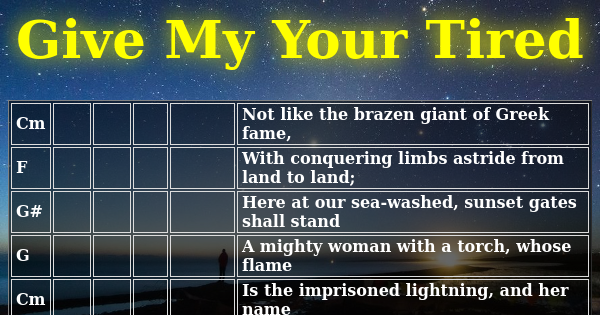 Give My Your Tired
Cm
Not like the brazen giant of Greek
fame,
F
With conquering limbs astride from
land to land;
G#
Here at our sea-washed, sunset gates
shall stand
G
A mighty woman with a torch, whose
flame
Cm
Is the imprisoned lightning, and her
name